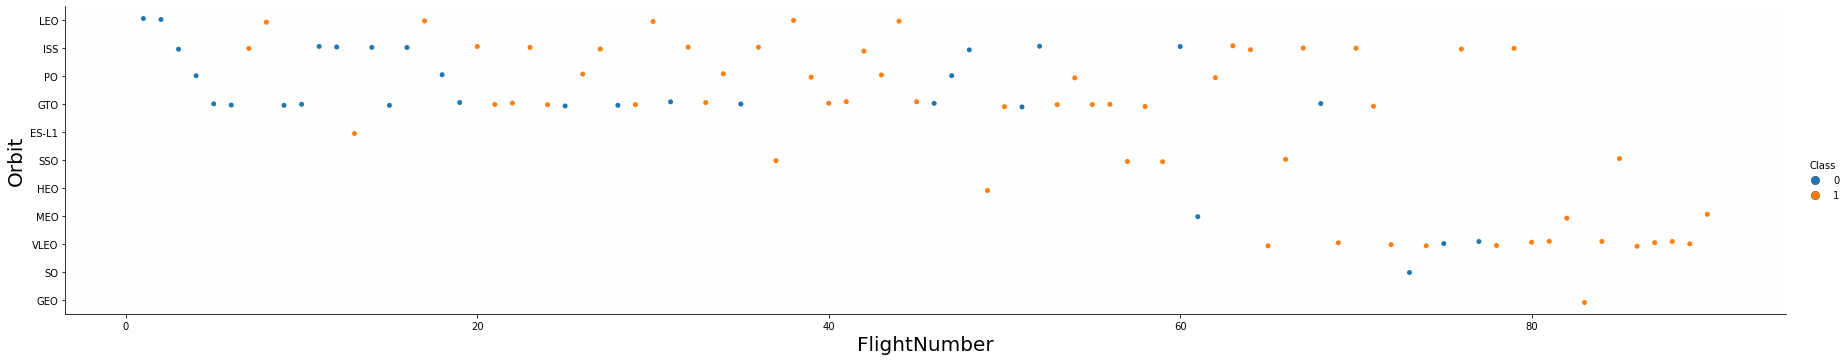 Orbit
LEO
ISS
PO
GTO
ES-L1
SSO
HEO
MEO
VLEO
SO
GEO
0
20
40
60
80
FlightNumber
Class
0
1